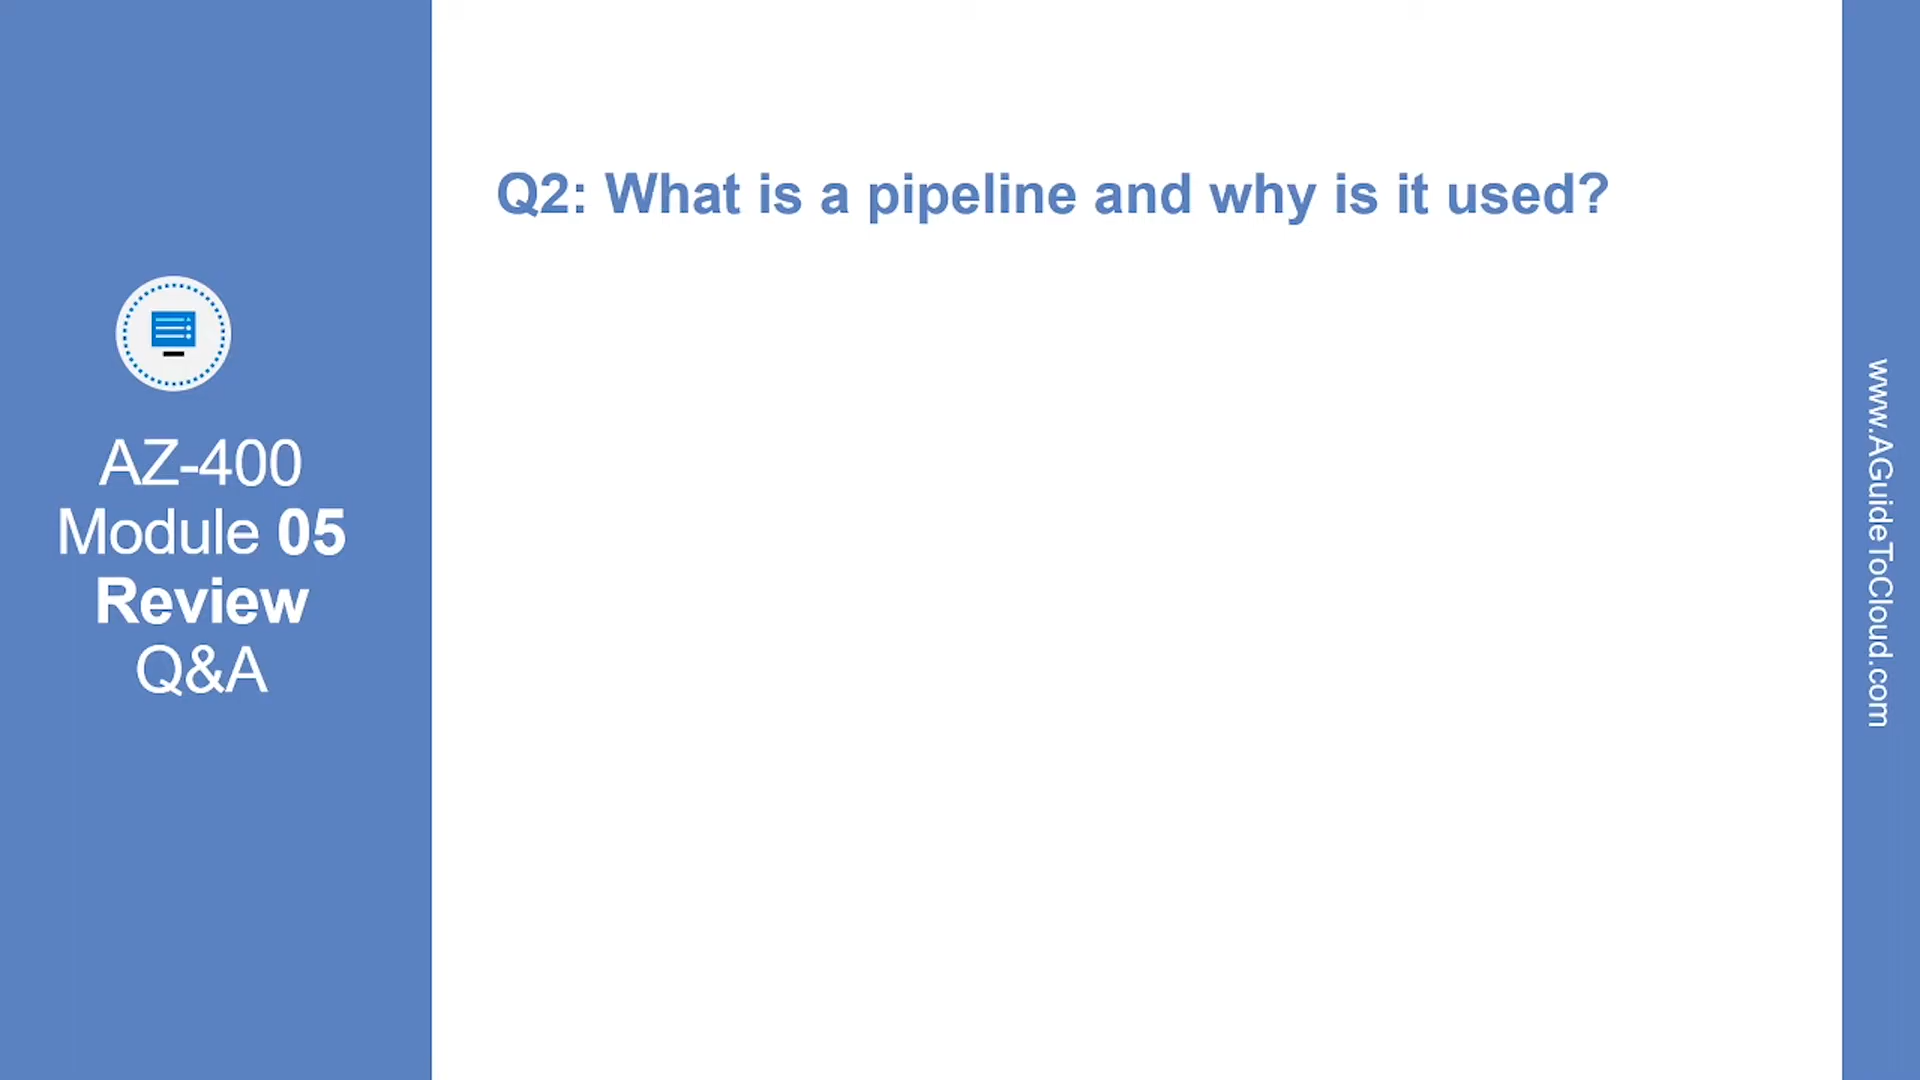 AZ-400
Module 05
Review
Q&A
Q2: What is a pipeline and why is it used?
www.AGuideToCloud.com